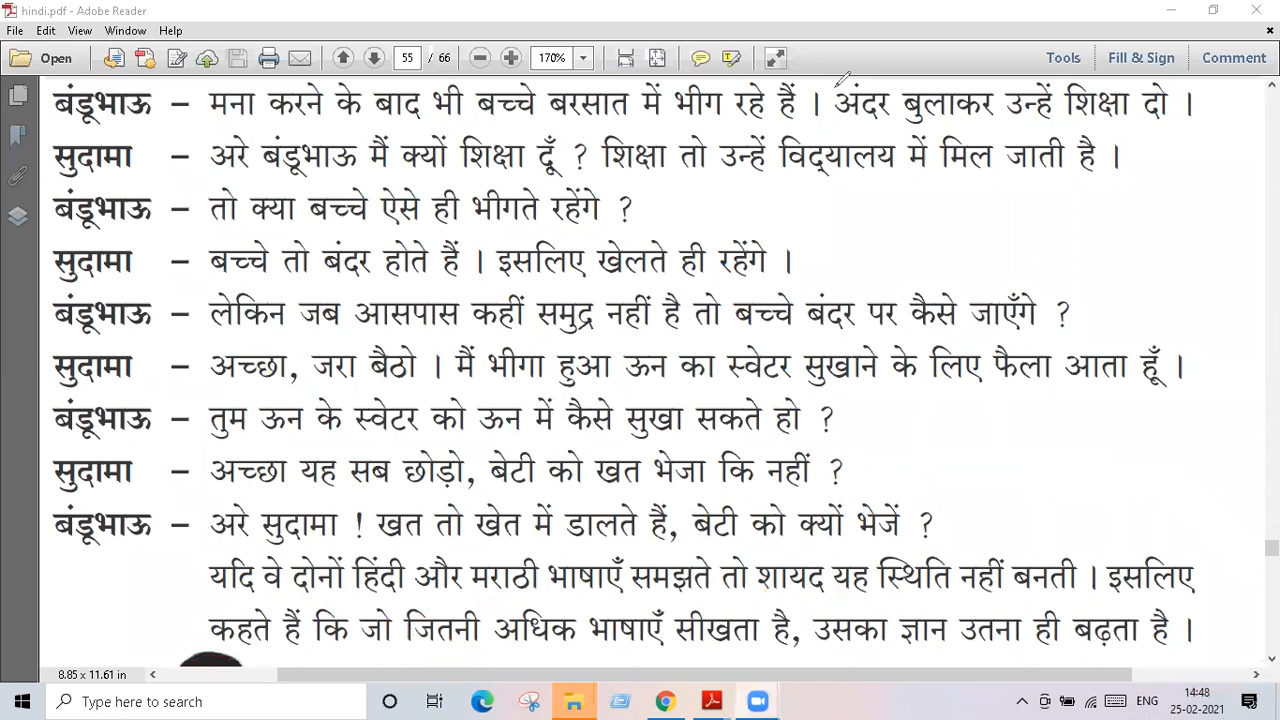 hindi.pdf - Adobe Reader
File Edit View Window Help
Open 55 / 66 170% Tools Fill & Sign Comment
बंडूभाऊ – मना करने के बाद भी बच्चे बरसात में भीग रहे हैं । अंदर बुलाकर उन्हें शिक्षा दो ।
सुदामा – अरे बंडूभाऊ मैं क्यों शिक्षा दूँ ? शिक्षा तो उन्हें विद्‌यालय में मिल जाती है ।
बंडूभाऊ – तो क्या बच्चे ऐसे ही भीगते रहेंगे ?
सुदामा – बच्चे तो बंदर होते हैं । इसलिए खेलते ही रहेंगे ।
बंडूभाऊ – लेकिन जब आसपास कहीं समुद्र नहीं है तो बच्चे बंदर पर कैसे जाएँगे ?
सुदामा – अच्छा, जरा बैठो । मैं भीगा हुआ ऊन का स्वेटर सुखाने के लिए फैला आता हूँ ।
बंडूभाऊ – तुम ऊन के स्वेटर को ऊन में कैसे सुखा सकते हो ?
सुदामा – अच्छा यह सब छोड़ो, बेटी को खत भेजा कि नहीं ?
बंडूभाऊ – अरे सुदामा ! खत तो खेत में डालते हैं, बेटी को क्यों भेजें ?
यदि वे दोनों हिंदी और मराठी भाषाएँ समझते तो शायद यह स्थिति नहीं बनती । इसलिए
कहते हैं कि जो जितनी अधिक भाषाएँ सीखता है, उसका ज्ञान उतना ही बढ़ता है ।
8.85 x 11.61 in
Type here to search ENG 14:48
25-02-2021